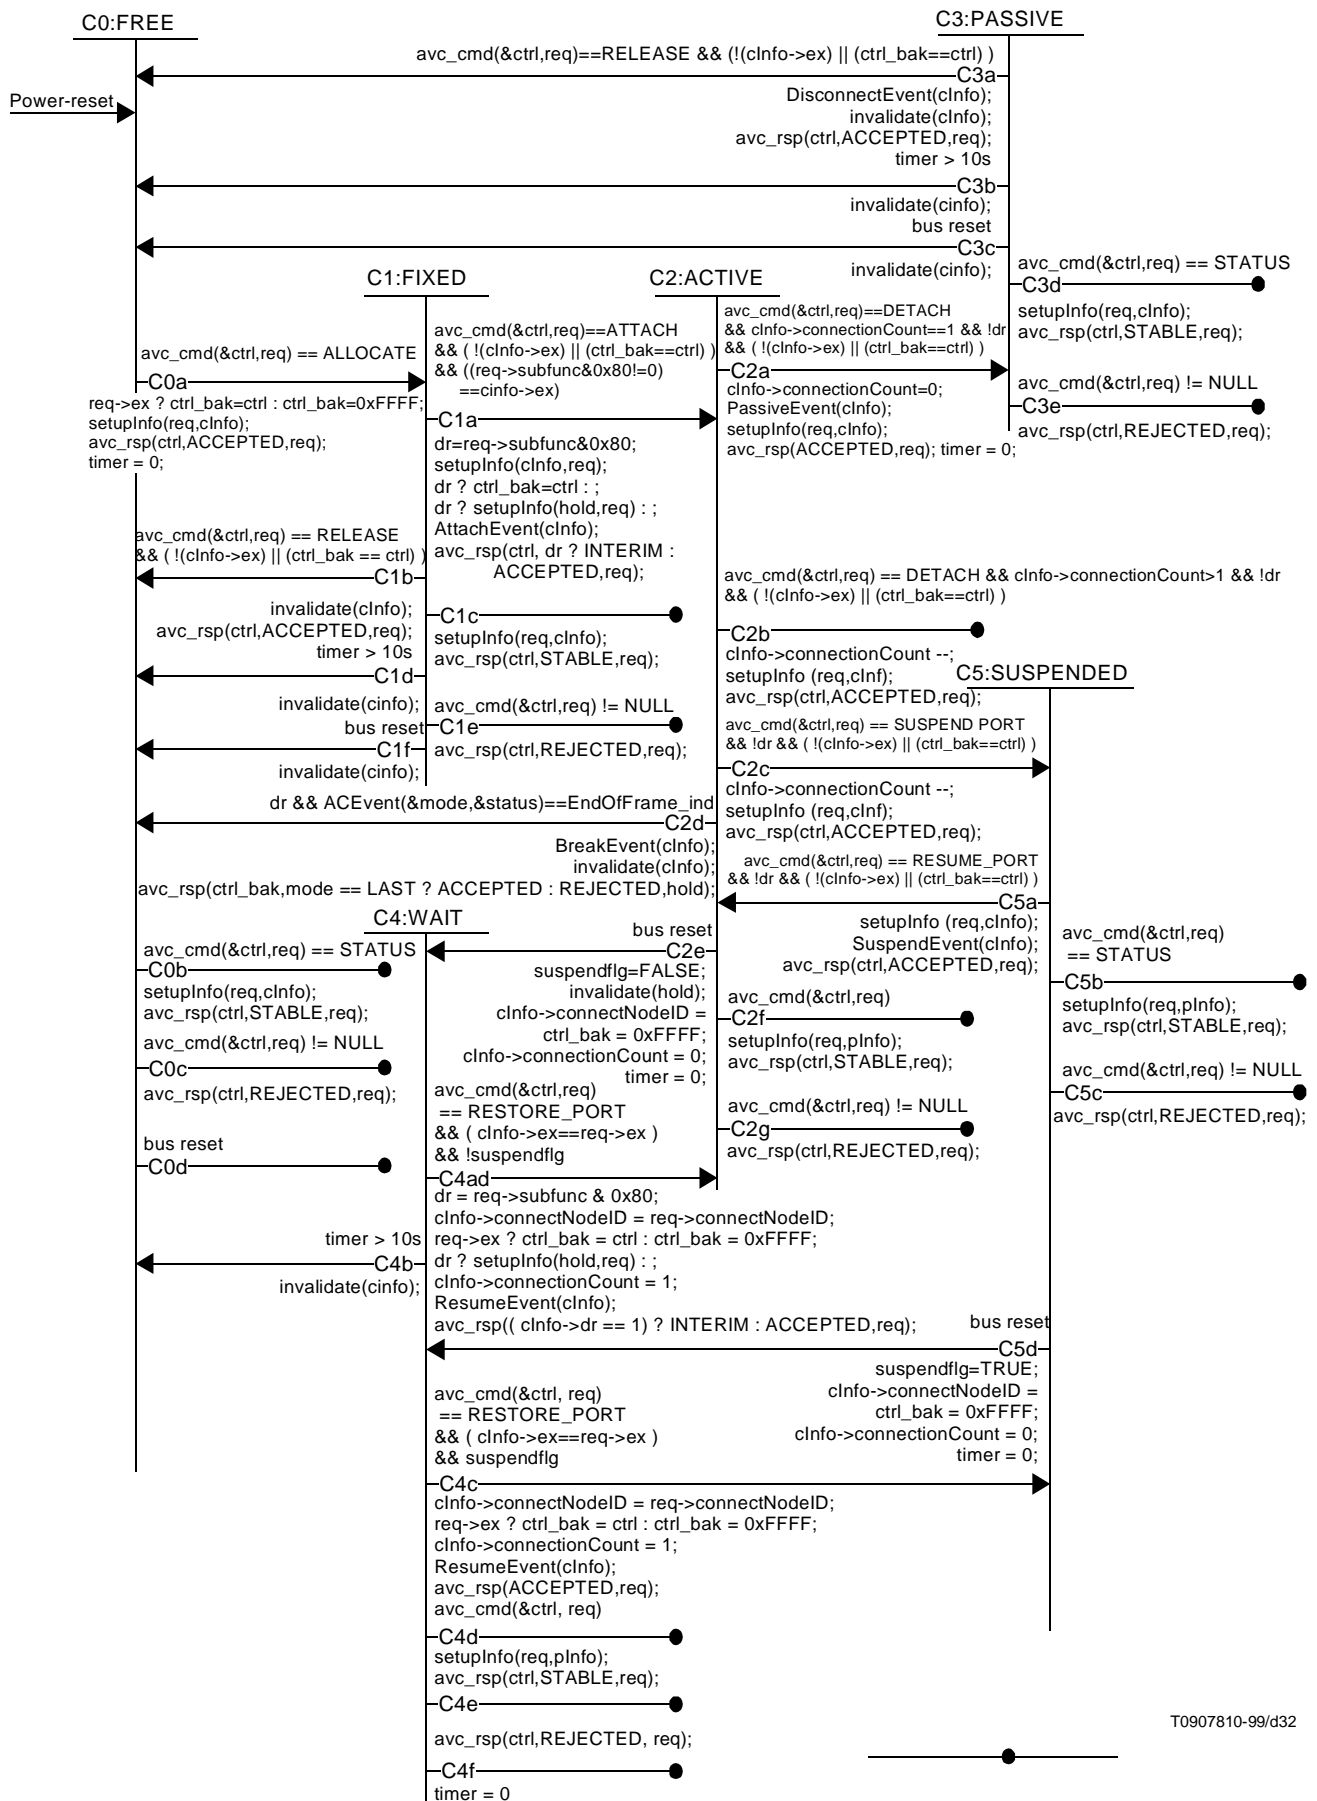 C0:FREE
C3:PASSIVE
avc_cmd(&ctrl,req)==RELEASE && (!(cInfo->ex) || (ctrl_bak==ctrl) )
C3a
Power-reset
DisconnectEvent(cInfo);
invalidate(cInfo);
avc_rsp(ctrl,ACCEPTED,req);
timer > 10s
C3b
invalidate(cinfo);
bus reset
C3c
invalidate(cinfo);
avc_cmd(&ctrl,req) == STATUS
C3d
setupInfo(req,cInfo);
avc_rsp(ctrl,STABLE,req);
avc_cmd(&ctrl,req) != NULL
C3e
avc_rsp(ctrl,REJECTED,req);
C1:FIXED
C2:ACTIVE
avc_cmd(&ctrl,req) == ALLOCATE
C0a
req->ex ? ctrl_bak=ctrl : ctrl_bak=0xFFFF;
setupInfo(req,cInfo);
avc_rsp(ctrl,ACCEPTED,req);
timer = 0;
avc_cmd(&ctrl,req)==ATTACH
&& ( !(cInfo->ex) || (ctrl_bak==ctrl) )
&& ((req->subfunc&0x80!=0)
==cinfo->ex)
C1a
dr=req->subfunc&0x80;
setupInfo(cInfo,req);
dr ? ctrl_bak=ctrl : ;
dr ? setupInfo(hold,req) : ;
AttachEvent(cInfo);
avc_rsp(ctrl, dr ? INTERIM :
ACCEPTED,req);
avc_cmd(&ctrl,req)==DETACH
&& cInfo->connectionCount==1 && !dr
&& ( !(cInfo->ex) || (ctrl_bak==ctrl) )
C2a
cInfo->connectionCount=0;
PassiveEvent(cInfo);
setupInfo(req,cInfo);
avc_rsp(ACCEPTED,req); timer = 0;
avc_cmd(&ctrl,req) == RELEASE
&& ( !(cInfo->ex) || (ctrl_bak == ctrl) )
C1b
invalidate(cInfo);
avc_rsp(ctrl,ACCEPTED,req);
timer > 10s
C1d
invalidate(cinfo);
bus reset
C1f
invalidate(cinfo);
C1c
setupInfo(req,cInfo);
avc_rsp(ctrl,STABLE,req);
avc_cmd(&ctrl,req) != NULL
C1e
avc_rsp(ctrl,REJECTED,req);
avc_cmd(&ctrl,req) == DETACH && cInfo->connectionCount>1 && !dr
&& ( !(cInfo->ex) || (ctrl_bak==ctrl) )
C2b
cInfo->connectionCount --;
setupInfo (req,cInf);
avc_rsp(ctrl,ACCEPTED,req);
C5:SUSPENDED
avc_cmd(&ctrl,req) == SUSPEND PORT
&& !dr && ( !(cInfo->ex) || (ctrl_bak==ctrl) )
C2c
cInfo->connectionCount --;
setupInfo (req,cInf);
avc_rsp(ctrl,ACCEPTED,req);
dr && ACEvent(&mode,&status)==EndOfFrame_ind
C2d
BreakEvent(cInfo);
invalidate(cInfo);
avc_rsp(ctrl_bak,mode == LAST ? ACCEPTED : REJECTED,hold);
avc_cmd(&ctrl,req) == RESUME_PORT
&& !dr && ( !(cInfo->ex) || (ctrl_bak==ctrl) )
C5a
setupInfo (req,cInfo);
SuspendEvent(cInfo);
avc_rsp(ctrl,ACCEPTED,req);
C4:WAIT
bus reset
C2e
suspendflg=FALSE;
invalidate(hold);
cInfo->connectNodeID =
ctrl_bak = 0xFFFF;
cInfo->connectionCount = 0;
timer = 0;
avc_cmd(&ctrl,req) == STATUS
C0b
setupInfo(req,cInfo);
avc_rsp(ctrl,STABLE,req);
avc_cmd(&ctrl,req) != NULL
C0c
avc_rsp(ctrl,REJECTED,req);
bus reset
C0d
avc_cmd(&ctrl,req)
C2f
setupInfo(req,pInfo);
avc_rsp(ctrl,STABLE,req);
avc_cmd(&ctrl,req) != NULL
C2g
avc_rsp(ctrl,REJECTED,req);
avc_cmd(&ctrl,req)
== STATUS
C5b
setupInfo(req,pInfo);
avc_rsp(ctrl,STABLE,req);
avc_cmd(&ctrl,req) != NULL
C5c
avc_rsp(ctrl,REJECTED,req);
avc_cmd(&ctrl,req)
== RESTORE_PORT
&& ( cInfo->ex==req->ex )
&& !suspendflg
C4ad
dr = req->subfunc & 0x80;
cInfo->connectNodeID = req->connectNodeID;
req->ex ? ctrl_bak = ctrl : ctrl_bak = 0xFFFF;
dr ? setupInfo(hold,req) : ;
cInfo->connectionCount = 1;
ResumeEvent(cInfo);
avc_rsp(( cInfo->dr == 1) ? INTERIM : ACCEPTED,req);
timer > 10s
C4b
invalidate(cinfo);
bus reset
C5d
suspendflg=TRUE;
cInfo->connectNodeID =
ctrl_bak = 0xFFFF;
cInfo->connectionCount = 0;
timer = 0;
avc_cmd(&ctrl, req)
== RESTORE_PORT
&& ( cInfo->ex==req->ex )
&& suspendflg
C4c
cInfo->connectNodeID = req->connectNodeID;
req->ex ? ctrl_bak = ctrl : ctrl_bak = 0xFFFF;
cInfo->connectionCount = 1;
ResumeEvent(cInfo);
avc_rsp(ACCEPTED,req);
avc_cmd(&ctrl, req)
C4d
setupInfo(req,pInfo);
avc_rsp(ctrl,STABLE,req);
C4e
avc_rsp(ctrl,REJECTED, req);
C4f
timer = 0
T0907810-99/d32